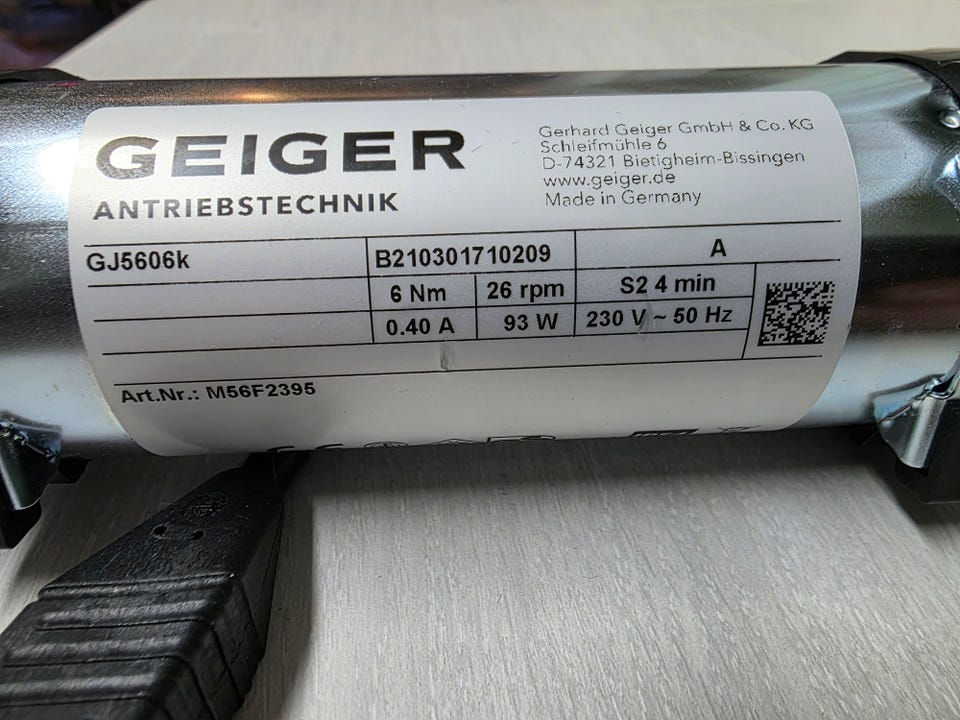 GEIGER
ANTRIEBSTECHNIK
Gerhard Geiger GmbH & Co. KG
Schleifmühle 6
D-74321 Bietigheim-Bissingen
www.geiger.de
Made in Germany
GJ5606k B210301710209 A
6 Nm 26 rpm S2 4 min
0.40 A 93 W 230 V ~ 50 Hz
Art.Nr.: M56F2395